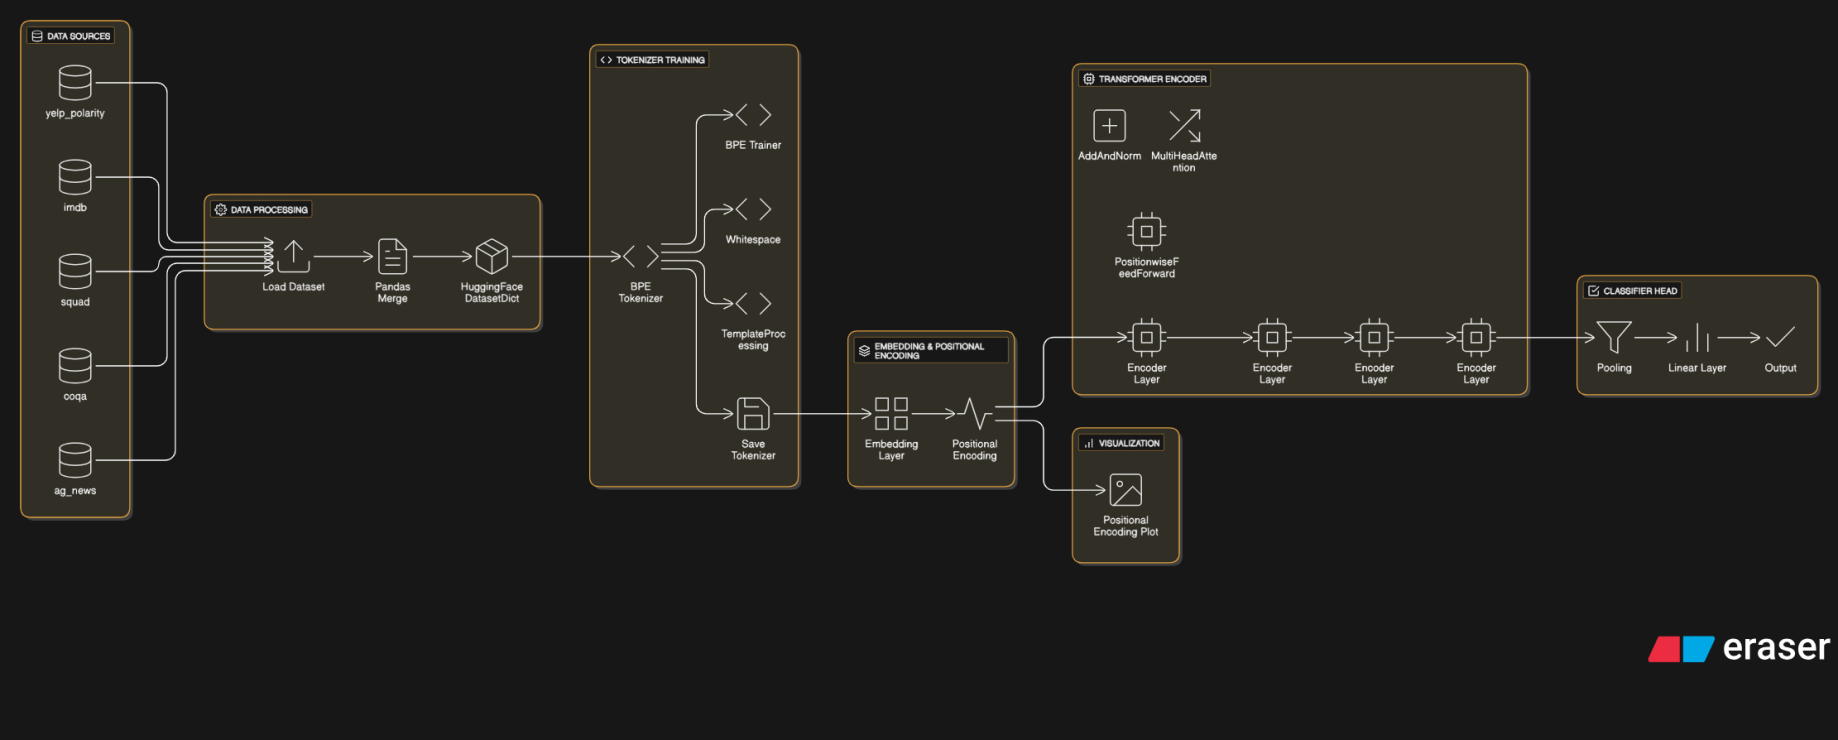 DATA SOURCES
yelp_polarity
imdb
squad
coqa
ag_news
DATA PROCESSING
Load Dataset
Pandas
Merge
HuggingFace
DatasetDict
TOKENIZER TRAINING
BPE
Tokenizer
BPE Trainer
Whitespace
TemplateProc
essing
Save
Tokenizer
EMBEDDING & POSITIONAL
ENCODING
Embedding
Layer
Positional
Encoding
TRANSFORMER ENCODER
AddAndNorm
MultiHeadAtte
ntion
PositionwiseF
eedForward
Encoder
Layer
Encoder
Layer
Encoder
Layer
Encoder
Layer
VISUALIZATION
Positional
Encoding Plot
CLASSIFIER HEAD
Pooling
Linear Layer
Output
eraser